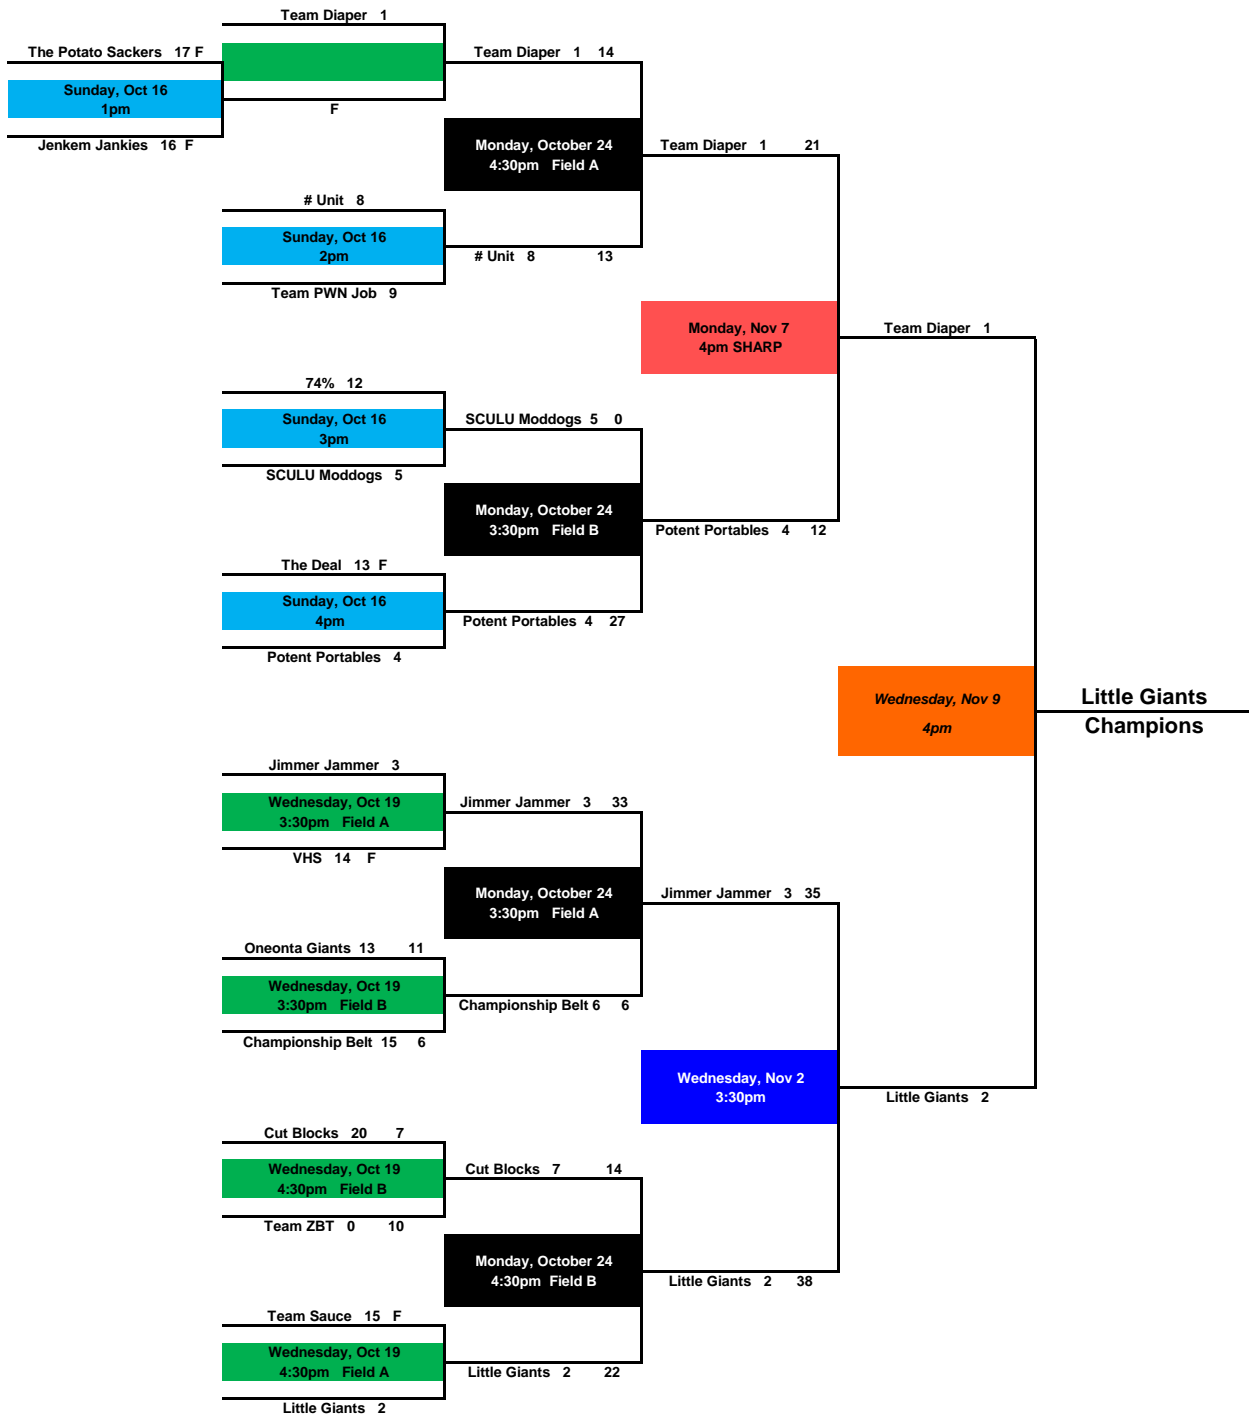 Team Diaper 1
The Potato Sackers 17 F
Team Diaper 1 14
Sunday, Oct 16
1pm
F
Jenkem Jankies 16 F
Monday, October 24
4:30pm Field A
Team Diaper 1 21
# Unit 8
Sunday, Oct 16
2pm
# Unit 8 13
Team PWN Job 9
Monday, Nov 7
4pm SHARP
Team Diaper 1
74% 12
Sunday, Oct 16
3pm
SCULU Moddogs 5 0
SCULU Moddogs 5
Monday, October 24
3:30pm Field B
Potent Portables 4 12
The Deal 13 F
Sunday, Oct 16
4pm
Potent Portables 4 27
Potent Portables 4
Wednesday, Nov 9
4pm
Little Giants
Champions
Jimmer Jammer 3
Wednesday, Oct 19
3:30pm Field A
Jimmer Jammer 3 33
VHS 14 F
Monday, October 24
3:30pm Field A
Jimmer Jammer 3 35
Oneonta Giants 13 11
Wednesday, Oct 19
3:30pm Field B
Championship Belt 6 6
Championship Belt 15 6
Wednesday, Nov 2
3:30pm
Little Giants 2
Cut Blocks 20 7
Wednesday, Oct 19
4:30pm Field B
Cut Blocks 7 14
Team ZBT 0 10
Monday, October 24
4:30pm Field B
Little Giants 2 38
Team Sauce 15 F
Wednesday, Oct 19
4:30pm Field A
Little Giants 2 22
Little Giants 2